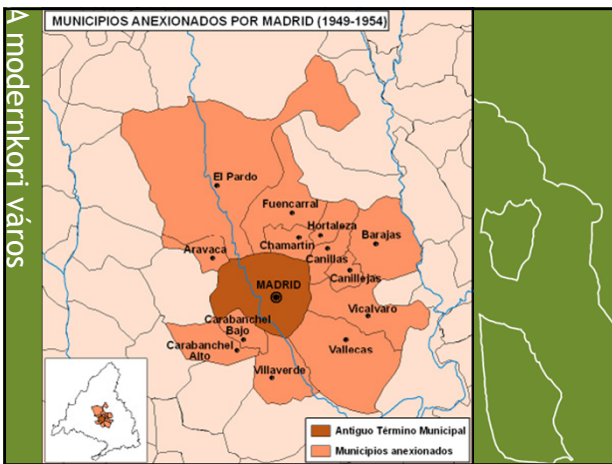 A modernkori város
MUNICIPIOS ANEXIONADOS POR MADRID (1949-1954)
El Pardo
Fuencarral
Hortaleza
Barajas
Chamartín
Aravaca
Canillas
Canillejas
MADRID
Vicalvaro
Carabanchel
Bajo
Carabanchel
Alto
Vallecas
Villaverde
Antiguo Término Municipal
Municipios anexionados